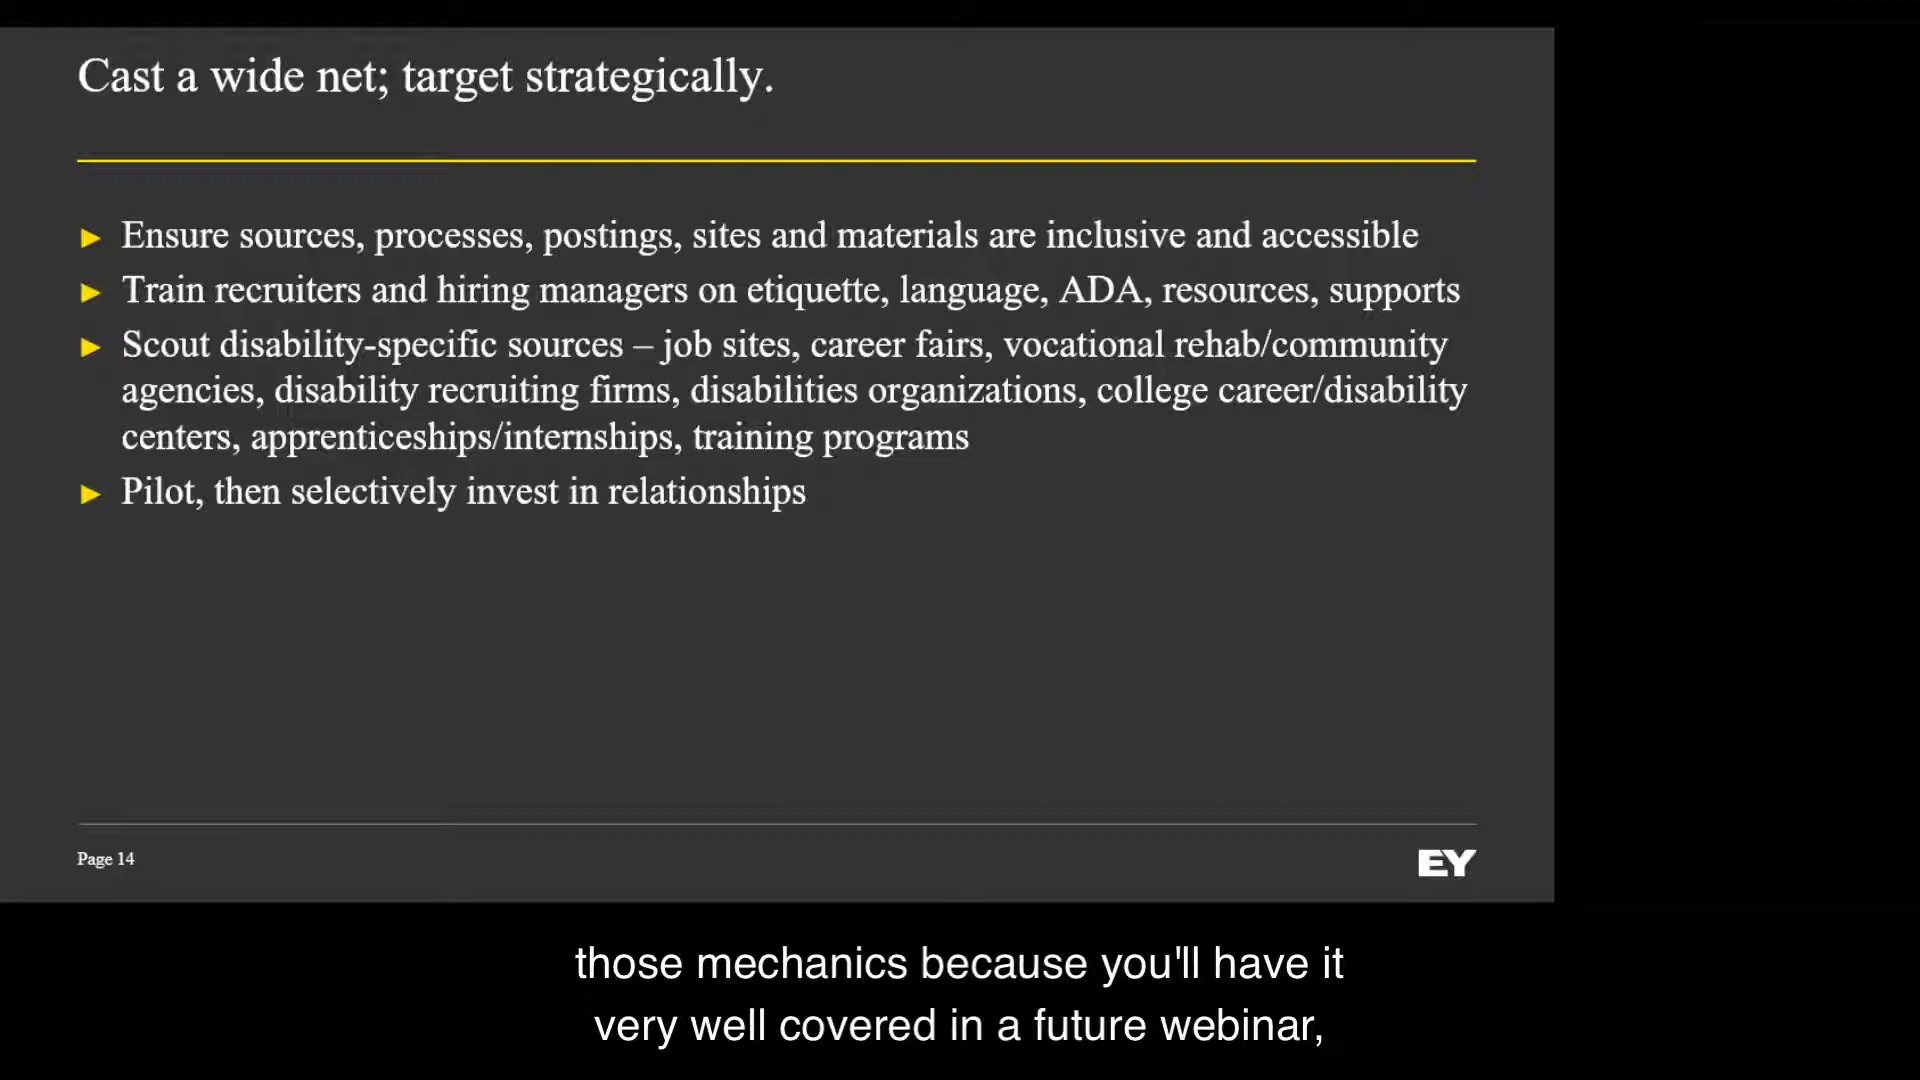 Cast a wide net; target strategically.
► Ensure sources, processes, postings, sites and materials are inclusive and accessible
► Train recruiters and hiring managers on etiquette, language, ADA, resources, supports
► Scout disability-specific sources – job sites, career fairs, vocational rehab/community
agencies, disability recruiting firms, disabilities organizations, college career/disability
centers, apprenticeships/internships, training programs
► Pilot, then selectively invest in relationships
Page 14
EY
those mechanics because you'll have it
very well covered in a future webinar,